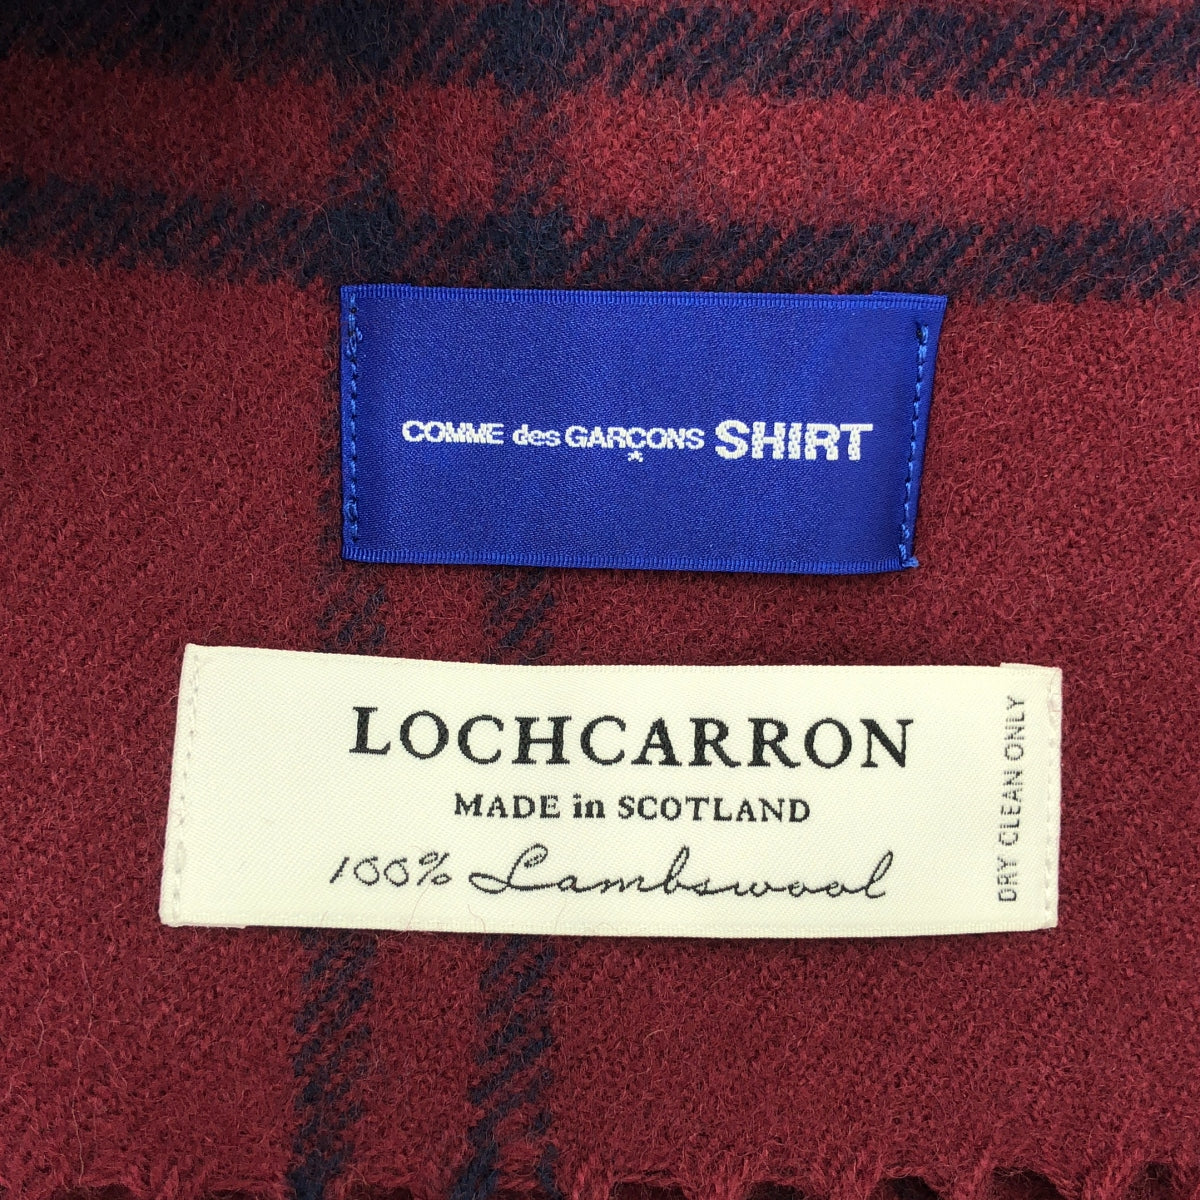 COMME des GARÇONS SHIRT
*
LOCHCARRON
MADE in SCOTLAND
100% Lambswool
DRY CLEAN ONLY